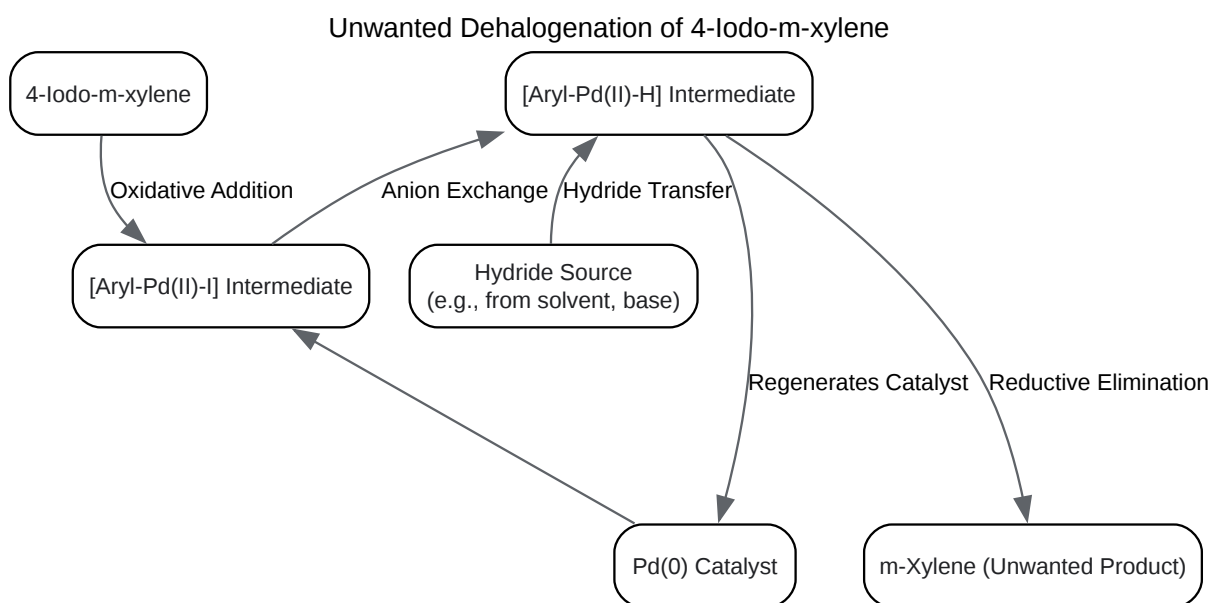 Unwanted Dehalogenation of 4-Iodo-m-xylene
4-Iodo-m-xylene
[Aryl-Pd(II)-H] Intermediate
Oxidative Addition
Anion Exchange
Hydride Transfer
[Aryl-Pd(II)-I] Intermediate
Hydride Source
(e.g., from solvent, base)
Regenerates Catalyst
Reductive Elimination
Pd(0) Catalyst
m-Xylene (Unwanted Product)